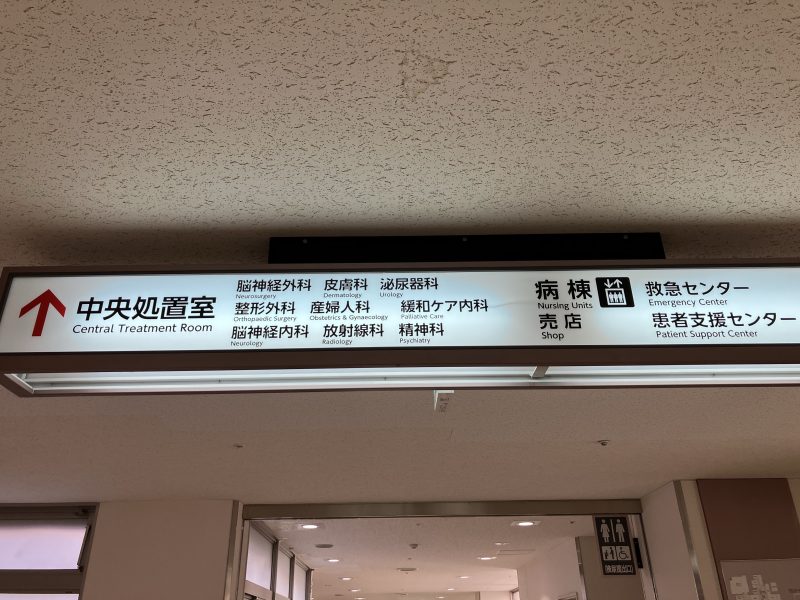 中央処置室
Central Treatment Room
脳神経外科 皮膚科 泌尿器科
Neurosurgery Dermatology Urology
整形外科 産婦人科 緩和ケア内科
Orthopaedic Surgery Obstetrics & Gynaecology Palliative Care
脳神経内科 放射線科 精神科
Neurology Radiology Psychiatry
病棟
Nursing Units
売店
Shop
救急センター
Emergency Center
患者支援センター
Patient Support Center